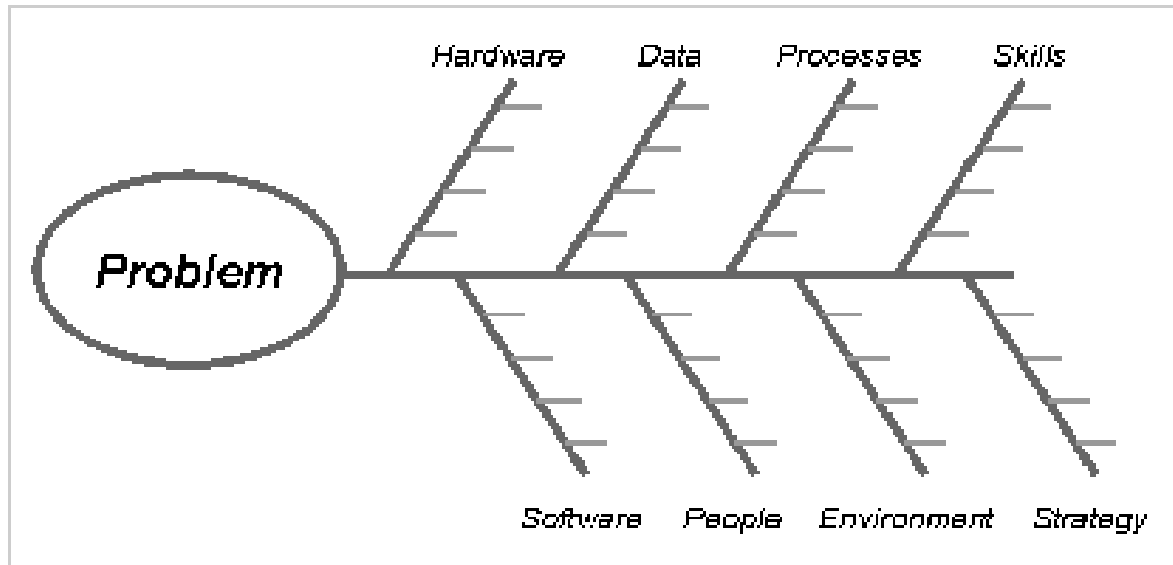 Hardware Data Processes Skills
Problem
Software People Environment Strategy